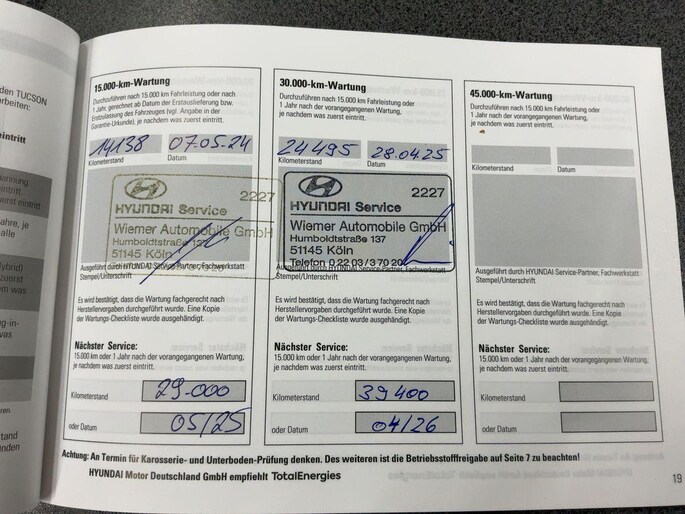 den TUCSON
arbeiten:
eintritt
15.000-km-Wartung
Durchzuführen nach 15.000 km Fahrleistung oder nach
1 Jahr, gerechnet ab Datum der Erstauslieferung bzw.
Erstzulassung des Fahrzeuges (vgl. Angabe in der
Garantie-Urkunde), je nachdem was zuerst eintritt.
14138 07.05-24
Kilometerstand Datum
HYUNDAI Service 2227
Wiemer Automobile GmbH
Humboldtstraße
51145 Köln
Ausgeführt durch HYUNDAI Service-Partner, Fachwerkstatt
Stempel/Unterschrift
Es wird bestätigt, dass die Wartung fachgerecht nach
Herstellervorgaben durchgeführt wurde. Eine Kopie
der Wartungs-Checkliste wurde ausgehändigt.
Nächster Service:
15.000 km oder 1 Jahr nach der vorangegangenen Wartung,
je nachdem was zuerst eintritt.
Kilometerstand 29.000
oder Datum 05/25
30.000-km-Wartung
Durchzuführen nach 15.000 km Fahrleistung oder
1 Jahr nach der vorangegangenen Wartung,
je nachdem was zuerst eintritt.
24495 28.04.25
Kilometerstand Datum
HYUNDAI Service 2227
Wiemer Automobile GmbH
Humboldtstraße 137
51145 Köln
Telefon 0 22 03/3 70 20
Ausgeführt durch HYUNDAI Service-Partner, Fachwerkstatt
Stempel/Unterschrift
Es wird bestätigt, dass die Wartung fachgerecht nach
Herstellervorgaben durchgeführt wurde. Eine Kopie
der Wartungs-Checkliste wurde ausgehändigt.
Nächster Service:
15.000 km oder 1 Jahr nach der vorangegangenen Wartung,
je nachdem was zuerst eintritt.
Kilometerstand 39400
oder Datum 04/26
45.000-km-Wartung
Durchzuführen nach 15.000 km Fahrleistung oder
1 Jahr nach der vorangegangenen Wartung,
je nachdem was zuerst eintritt.
Kilometerstand Datum
Ausgeführt durch HYUNDAI Service-Partner, Fachwerkstatt
Stempel/Unterschrift
Es wird bestätigt, dass die Wartung fachgerecht nach
Herstellervorgaben durchgeführt wurde. Eine Kopie
der Wartungs-Checkliste wurde ausgehändigt.
Nächster Service:
15.000 km oder 1 Jahr nach der vorangegangenen Wartung,
je nachdem was zuerst eintritt.
Kilometerstand
oder Datum
Achtung: An Termin für Karosserie- und Unterboden-Prüfung denken. Des weiteren ist die Betriebsstofffreigabe auf Seite 7 zu beachten!
HYUNDAI Motor Deutschland GmbH empfiehlt TotalEnergies
19